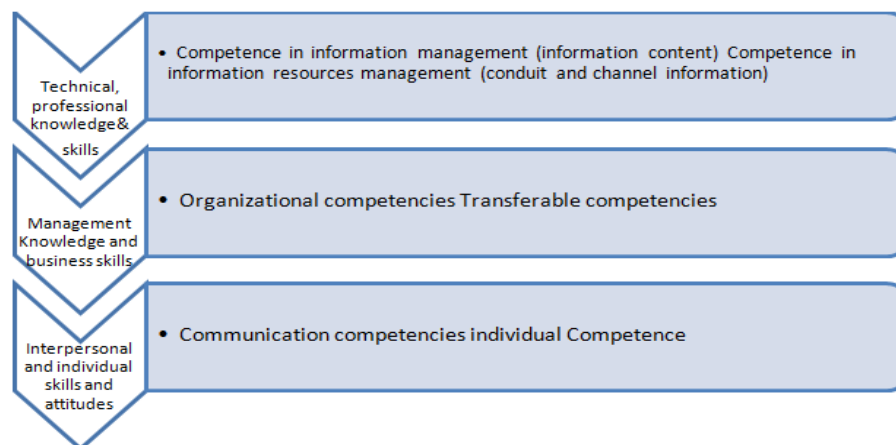 • Competence in information management (information content) Competence in
information resources management (conduit and channel information)
Technical,
professional
knowledge&
skills
• Organizational competencies Transferable competencies
Management
Knowledge and
business skills
• Communication competencies individual Competence
Interpersonal
and individual
skills and
attitudes